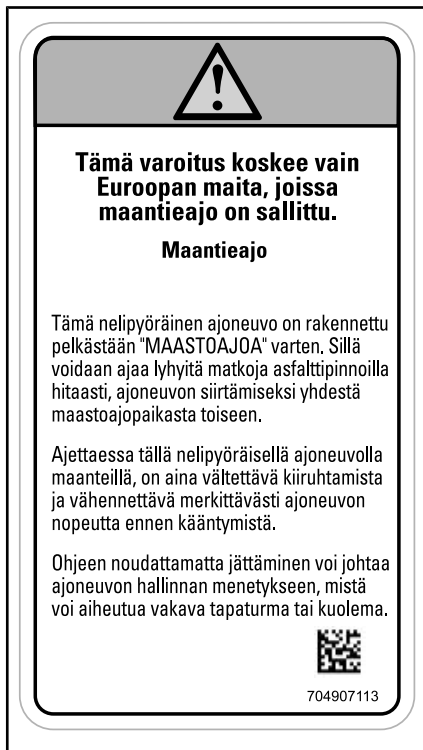 Tämä varoitus koskee vain
Euroopan maita, joissa
maantieajo on sallittu.
Maantieajo
Tämä nelipyöräinen ajoneuvo on rakennettu
pelkästään "MAASTOAJOA" varten. Sillä
voidaan ajaa lyhyitä matkoja asfalttipinnoilla
hitaasti, ajoneuvon siirtämiseksi yhdestä
maastoajopaikasta toiseen.
Ajettaessa tällä nelipyöräisellä ajoneuvolla
maanteillä, on aina vältettävä kiiruhtamista
ja vähennettävä merkittävästi ajoneuvon
nopeutta ennen kääntymistä.
Ohjeen noudattamatta jättäminen voi johtaa
ajoneuvon hallinnan menetykseen, mistä
voi aiheutua vakava tapaturma tai kuolema.
704907113